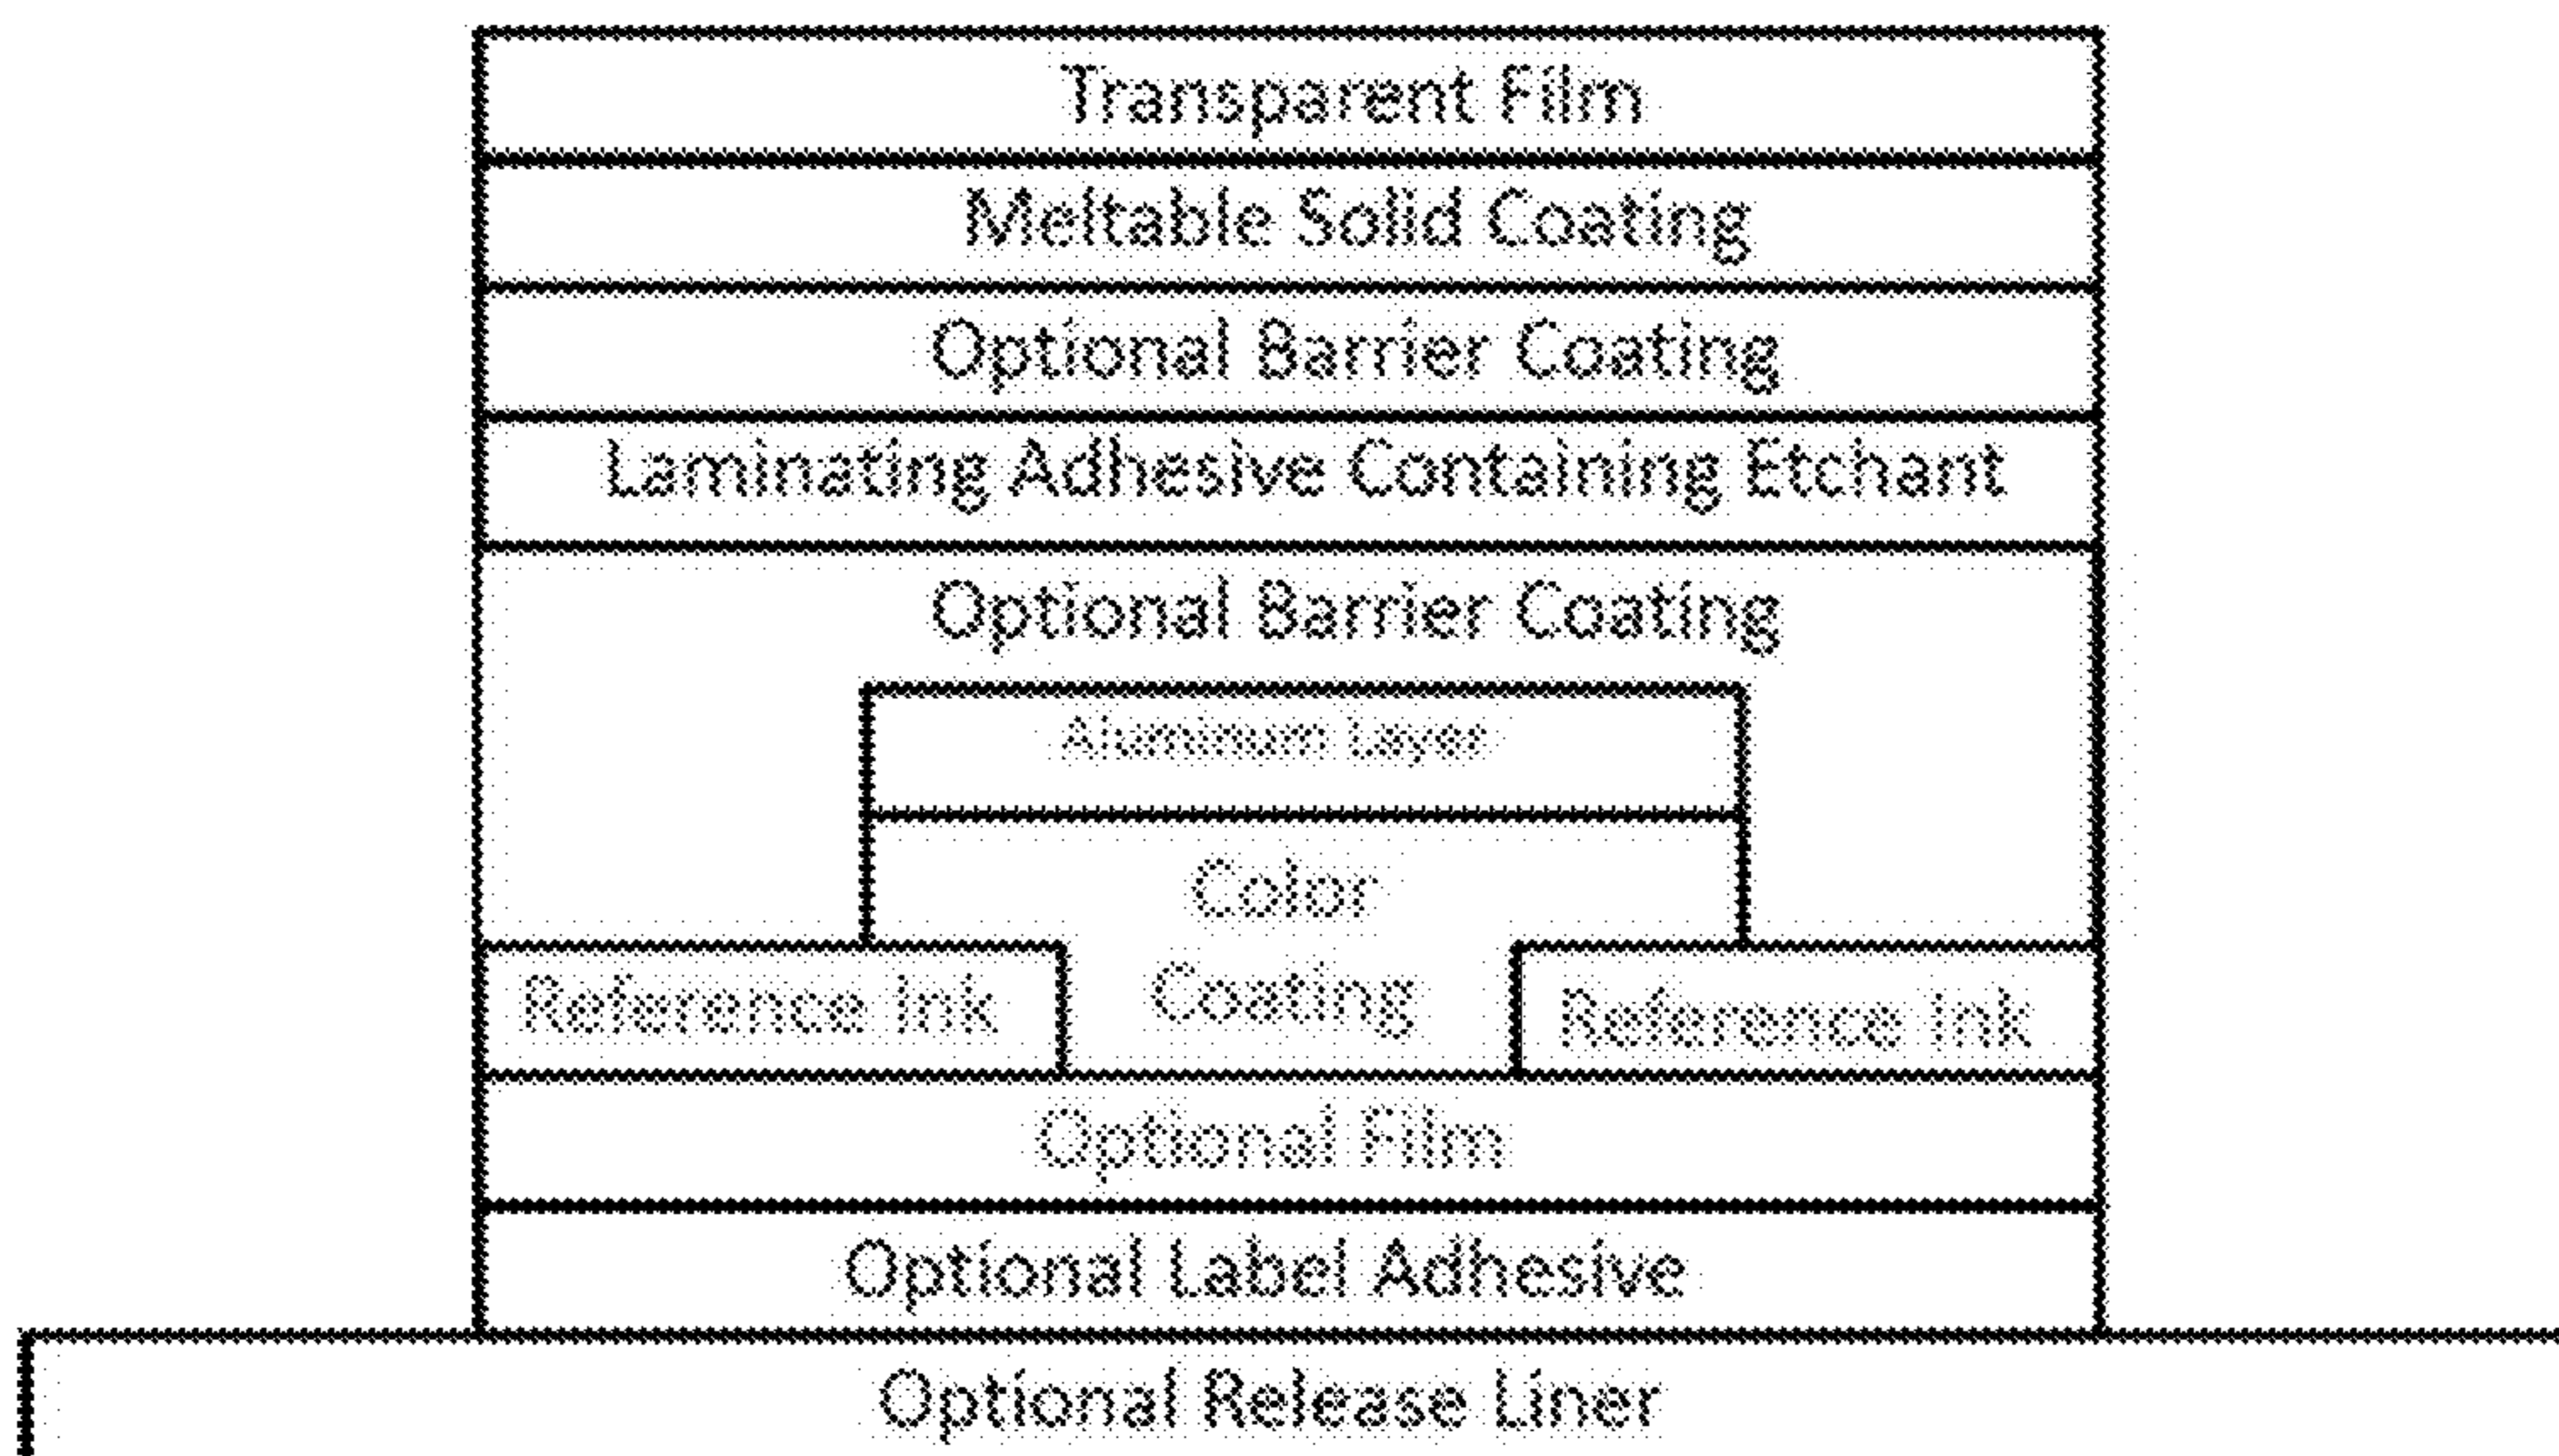 Transparent Film
Meltable Solid Coating
Optional Barrier Coating
Laminating Adhesive Containing Etchant
Optional Barrier Coating
Aluminum Layer
Color
Coating
Reference Ink
Reference Ink
Optional Film
Optional Label Adhesive
Optional Release Liner